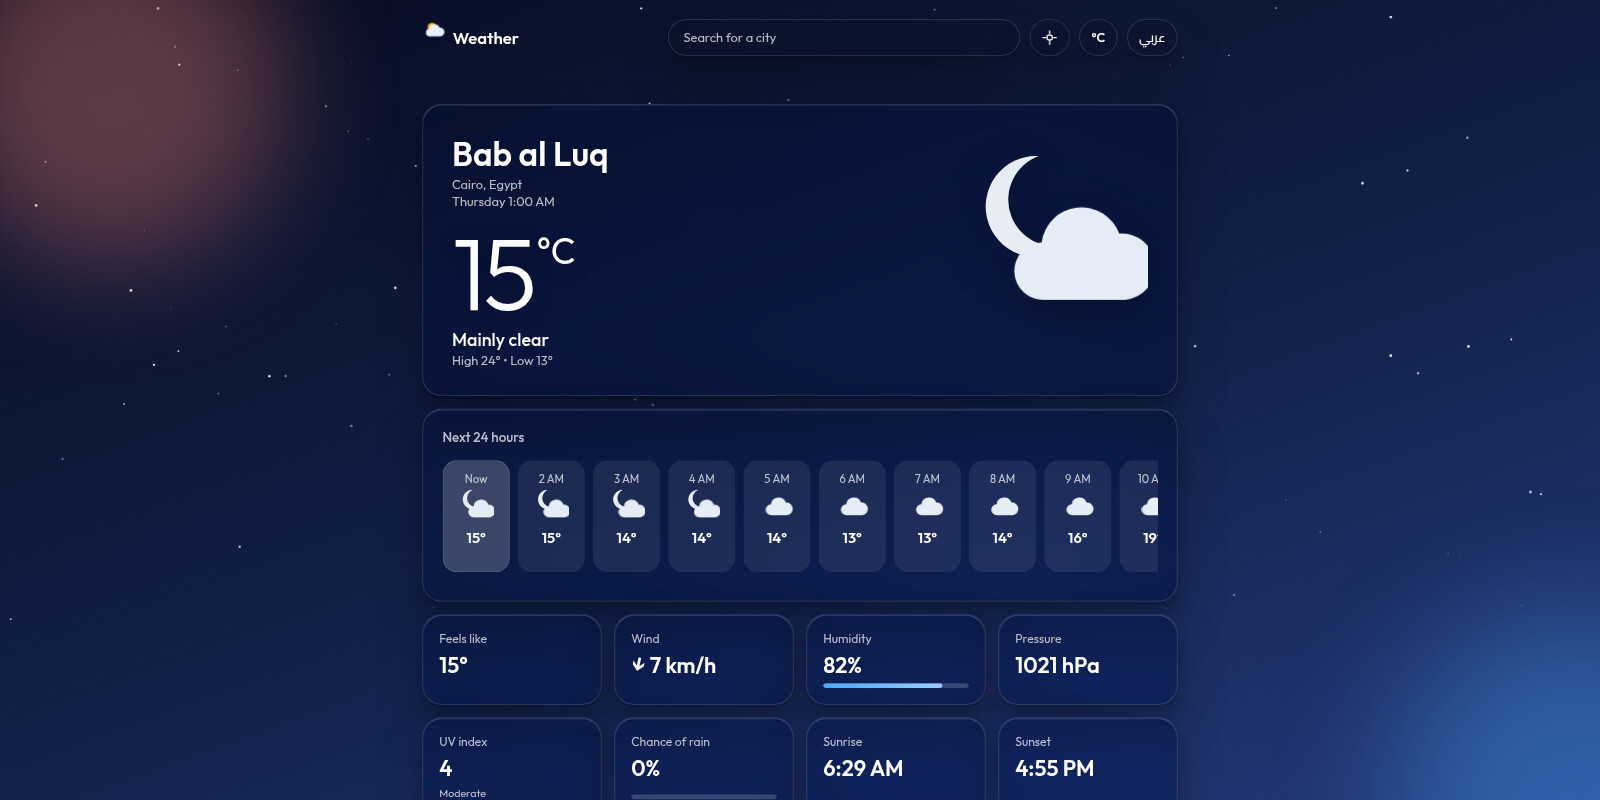 Weather
Search for a city
°C
عربي
Bab al Luq
Cairo, Egypt
Thursday 1:00 AM
15°C
Mainly clear
High 24° • Low 13°
Next 24 hours
Now 2 AM 3 AM 4 AM 5 AM 6 AM 7 AM 8 AM 9 AM 10 A
15° 15° 14° 14° 14° 13° 13° 14° 16° 19°
Feels like
15°
Wind
7 km/h
Humidity
82%
Pressure
1021 hPa
UV index
4
Moderate
Chance of rain
0%
Sunrise
6:29 AM
Sunset
4:55 PM